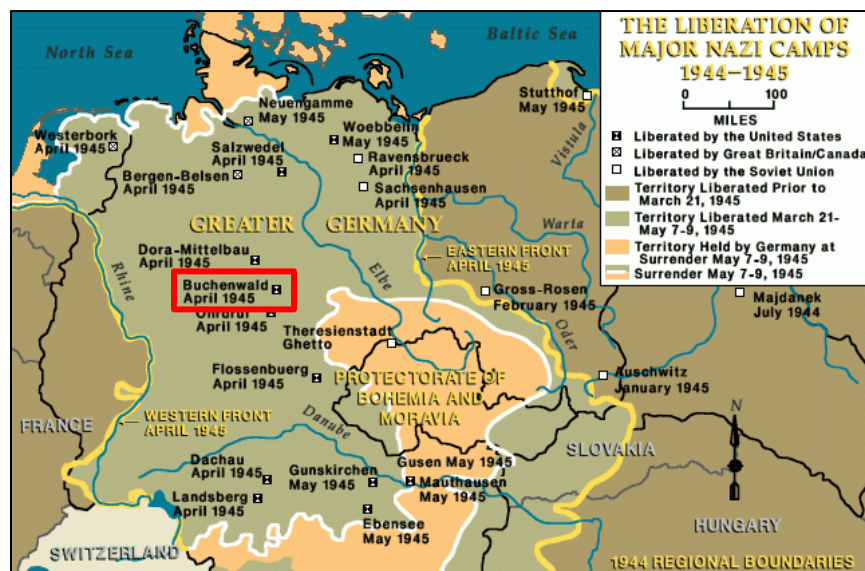 THE LIBERATION OF
MAJOR NAZI CAMPS
1944–1945
0 100
MILES
Liberated by the United States
Liberated by Great Britain/Canada
Liberated by the Soviet Union
Territory Liberated Prior to
March 21, 1945
Territory Liberated March 21-
May 7-9, 1945
Territory Held by Germany at
Surrender May 7-9, 1945
Surrender May 7-9, 1945
North Sea
Baltic Sea
Stutthof
May 1945
Neuengamme
May 1945
Westerbork
April 1945
Woebbelin
May 1945
Salzwedel
April 1945
Ravensbrueck
April 1945
Bergen-Belsen
April 1945
Sachsenhausen
April 1945
Vistula
Warta
GREATER GERMANY
Dora-Mittelbau
April 1945
EASTERN FRONT
APRIL 1945
Rhine
Elbe
Buchenwald
April 1945
Ohrdruf
April 1945
Gross-Rosen
February 1945
Oder
Majdanek
July 1944
Theresienstadt
Ghetto
Flossenbuerg
April 1945
Auschwitz
January 1945
PROTECTORATE OF
BOHEMIA AND
MORAVIA
FRANCE
WESTERN FRONT
APRIL 1945
Danube
SLOVAKIA
N
Dachau
April 1945
Gunskirchen
May 1945
Gusen May 1945
Mauthausen
May 1945
Landsberg
April 1945
Ebensee
May 1945
HUNGARY
SWITZERLAND
1944 REGIONAL BOUNDARIES